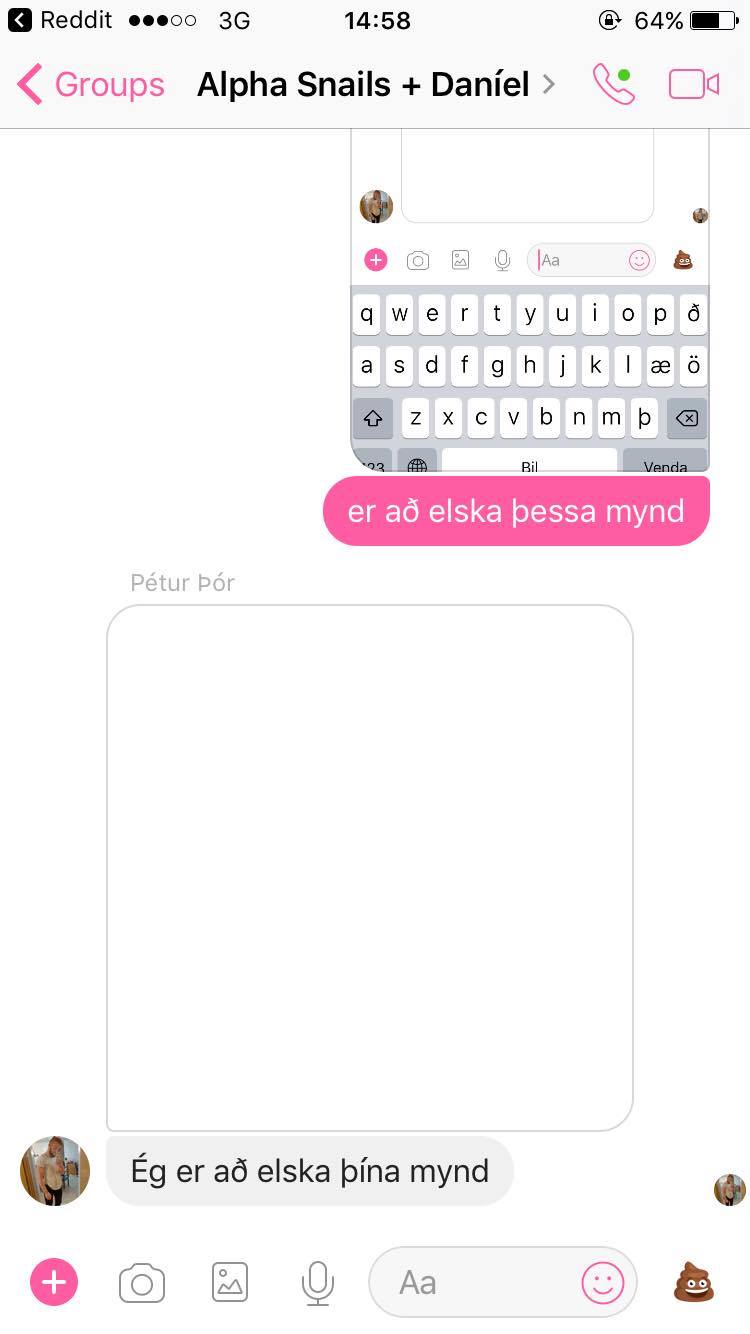 Reddit 3G 14:58 64%
Groups Alpha Snails + Daníel
Aa
q w e r t y u i o p ð
a s d f g h j k l æ ö
z x c v b n m þ
123 Bil Venda
er að elska þessa mynd
Pétur Þór
Ég er að elska þína mynd
Aa